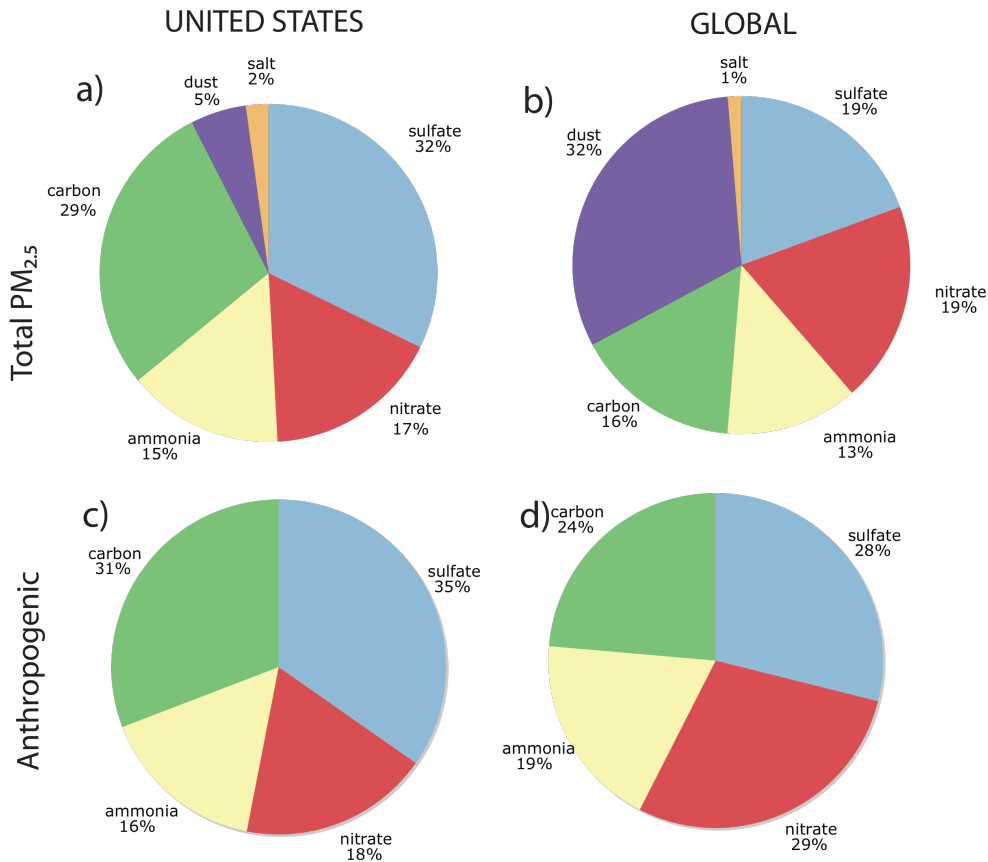 UNITED STATES
GLOBAL
Total PM2.5
Anthropogenic
a)
salt
2%
dust
5%
sulfate
32%
carbon
29%
nitrate
17%
ammonia
15%
b)
salt
1%
sulfate
19%
dust
32%
nitrate
19%
carbon
16%
ammonia
13%
c)
carbon
31%
sulfate
35%
ammonia
16%
nitrate
18%
d)
carbon
24%
sulfate
28%
ammonia
19%
nitrate
29%